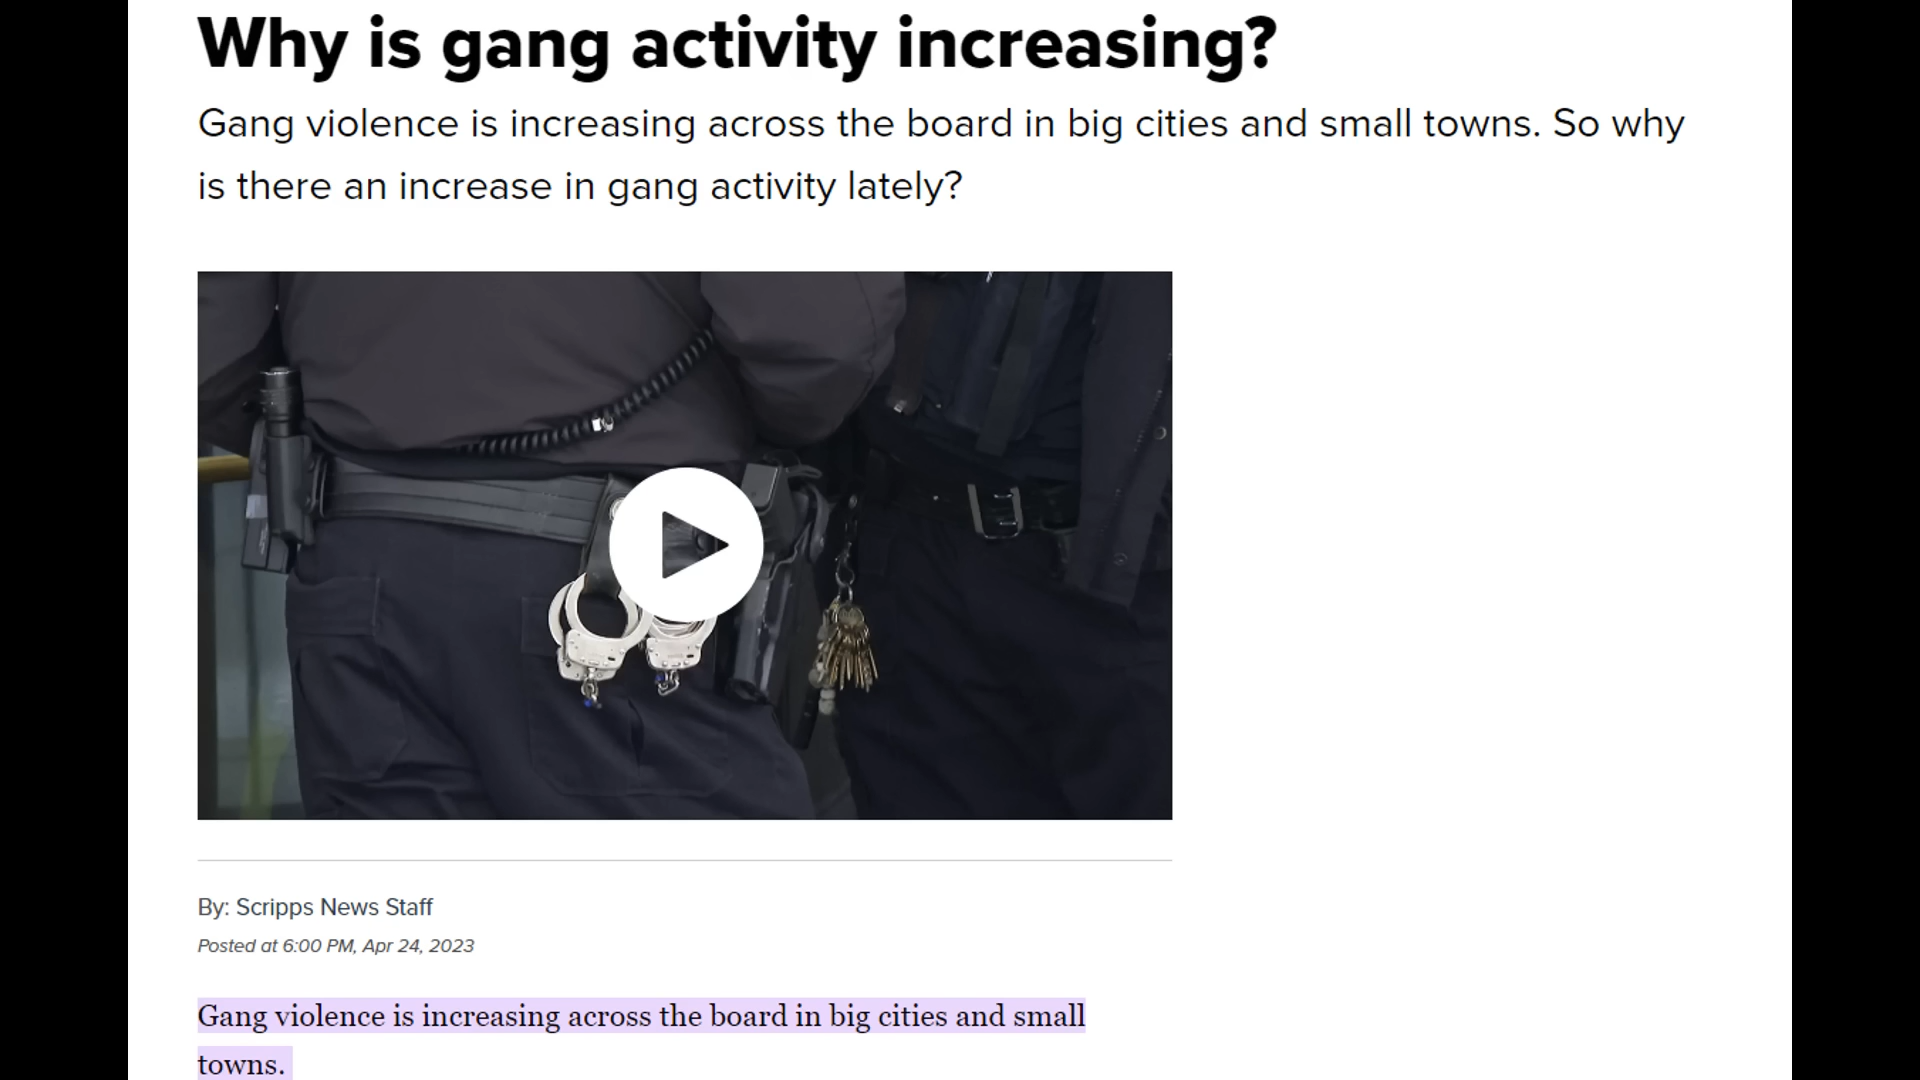 Why is gang activity increasing?
Gang violence is increasing across the board in big cities and small towns. So why
is there an increase in gang activity lately?
By: Scripps News Staff
Posted at 6:00 PM, Apr 24, 2023
Gang violence is increasing across the board in big cities and small
towns.